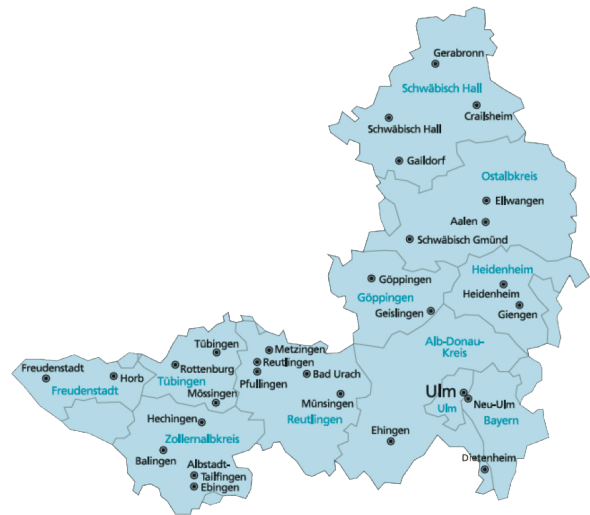 Gerabronn
Schwäbisch Hall
Crailsheim
Schwäbisch Hall
Gaildorf
Ostalbkreis
Ellwangen
Aalen
Schwäbisch Gmünd
Heidenheim
Göppingen
Göppingen
Heidenheim
Geislingen
Giengen
Alb-Donau-
Kreis
Tübingen
Metzingen
Reutlingen
Freudenstadt
Rottenburg
Bad Urach
Horb
Tübingen
Pfullingen
Freudenstadt
Mössingen
Münsingen
Ulm
Neu-Ulm
Ulm
Bayern
Hechingen
Reutlingen
Zollernalbkreis
Ehingen
Balingen
Albstadt-
Tailfingen
Ebingen
Dietenheim